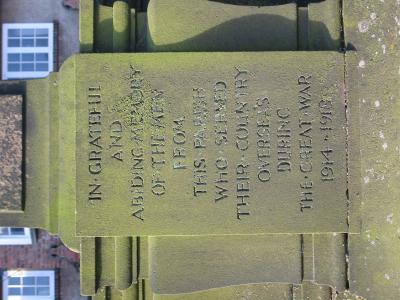 IN GRATEFUL
AND
ABIDING MEMORY
OF THE MEN
FROM
THIS PARISH
WHO SERVED
THEIR COUNTRY
OVERSEAS
DURING
THE GREAT WAR
1914-1918